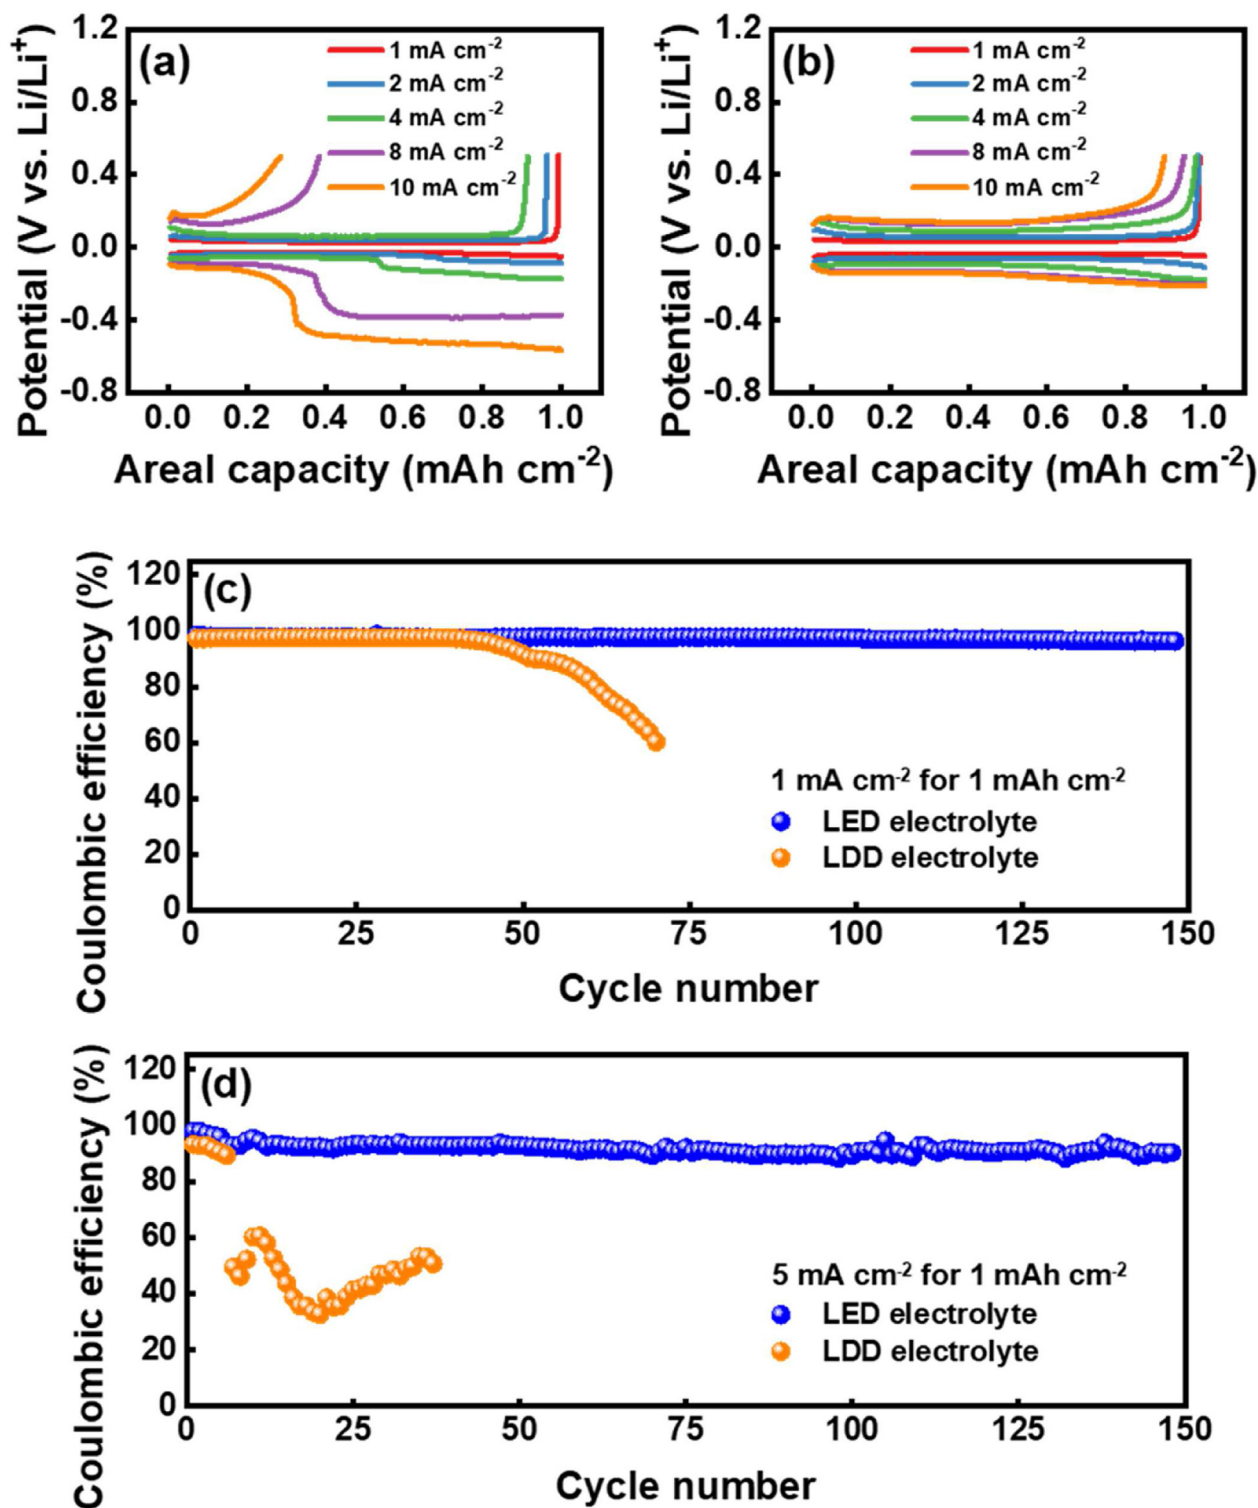 (a)
1 mA cm⁻²
2 mA cm⁻²
4 mA cm⁻²
8 mA cm⁻²
10 mA cm⁻²
Potential (V vs. Li/Li⁺)
1.2
0.8
0.4
0.0
-0.4
-0.8
0.0 0.2 0.4 0.6 0.8 1.0
Areal capacity (mAh cm⁻²)
(b)
1 mA cm⁻²
2 mA cm⁻²
4 mA cm⁻²
8 mA cm⁻²
10 mA cm⁻²
Potential (V vs. Li/Li⁺)
1.2
0.8
0.4
0.0
-0.4
-0.8
0.0 0.2 0.4 0.6 0.8 1.0
Areal capacity (mAh cm⁻²)
(c)
Coulombic efficiency (%)
120
100
80
60
40
20
0
1 mA cm⁻² for 1 mAh cm⁻²
LED electrolyte
LDD electrolyte
0 25 50 75 100 125 150
Cycle number
(d)
Coulombic efficiency (%)
120
100
80
60
40
20
0
5 mA cm⁻² for 1 mAh cm⁻²
LED electrolyte
LDD electrolyte
0 25 50 75 100 125 150
Cycle number